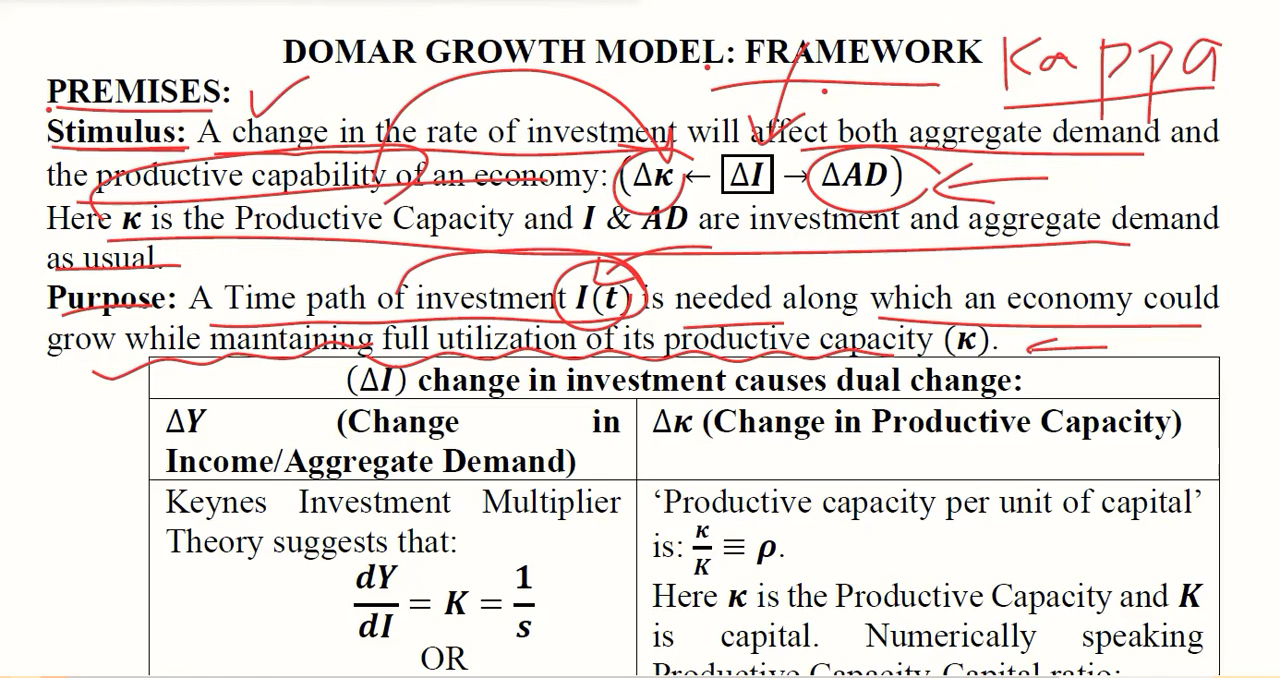 DOMAR GROWTH MODEL: FRAMEWORK
Kappa
PREMISES:
Stimulus: A change in the rate of investment will affect both aggregate demand and
the productive capability of an economy: (Δκ ← ΔI → ΔAD)
Here κ is the Productive Capacity and I & AD are investment and aggregate demand
as usual.
Purpose: A Time path of investment I(t) is needed along which an economy could
grow while maintaining full utilization of its productive capacity (κ).
(ΔI) change in investment causes dual change:
ΔY (Change in
Income/Aggregate Demand)
Δκ (Change in Productive Capacity)
Keynes Investment Multiplier
Theory suggests that:
dY/dI = K = 1/s
OR
‘Productive capacity per unit of capital’
is: κ/K ≡ ρ.
Here κ is the Productive Capacity and K
is capital. Numerically speaking
Productive Capacity-Capital ratio: